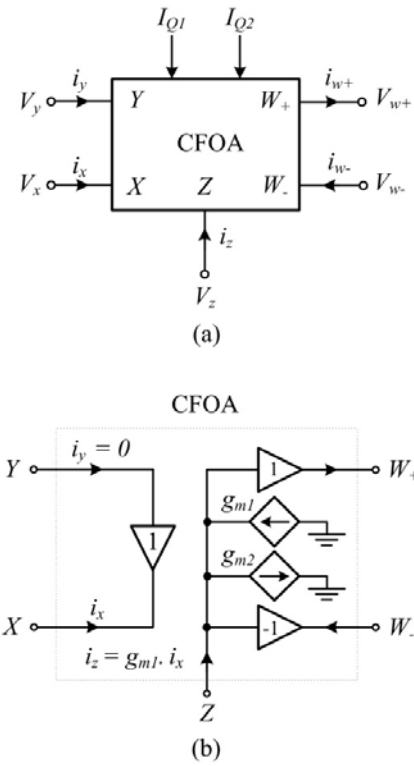 I_{Q1} I_{Q2}
V_y i_y Y W_+ i_{w+} V_{w+}
CFOA
V_x i_x X Z W_- i_{w-} V_{w-}
i_z
V_z
(a)
CFOA
Y i_y = 0 1 W_+
g_{m1}
1
g_{m2}
X i_x -1 W_-
i_z = g_{m1}. i_x
Z
(b)